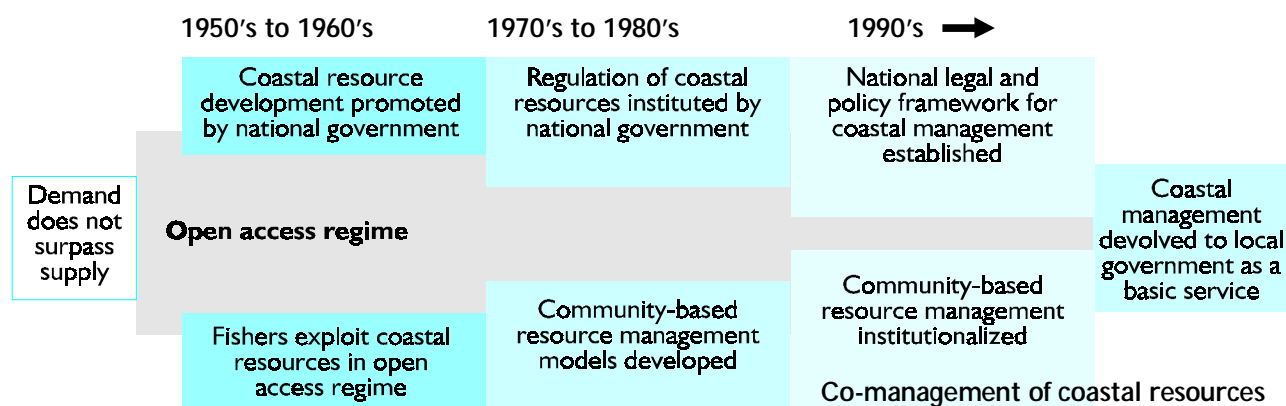 1950's to 1960's
1970's to 1980's
1990's
Coastal resource
development promoted
by national government
Regulation of coastal
resources instituted by
national government
National legal and
policy framework for
coastal management
established
Demand
does not
surpass
supply
Open access regime
Coastal
management
devolved to local
government as a
basic service
Fishers exploit coastal
resources in open
access regime
Community-based
resource management
models developed
Community-based
resource management
institutionalized
Co-management of coastal resources